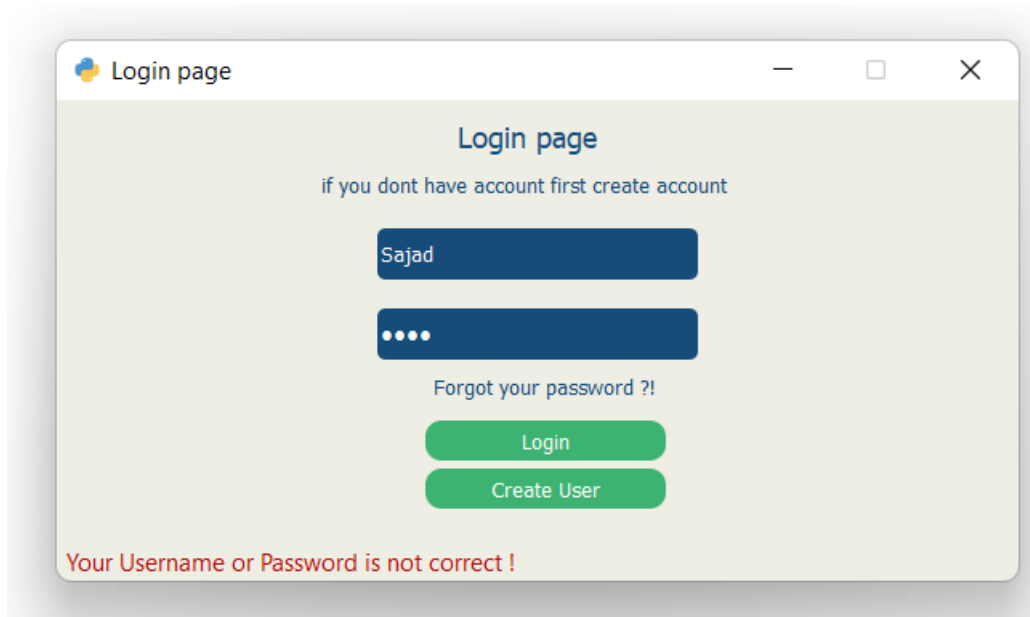 Login page
Login page
if you dont have account first create account
Sajad
●●●●
Forgot your password ?!
Login
Create User
Your Username or Password is not correct !